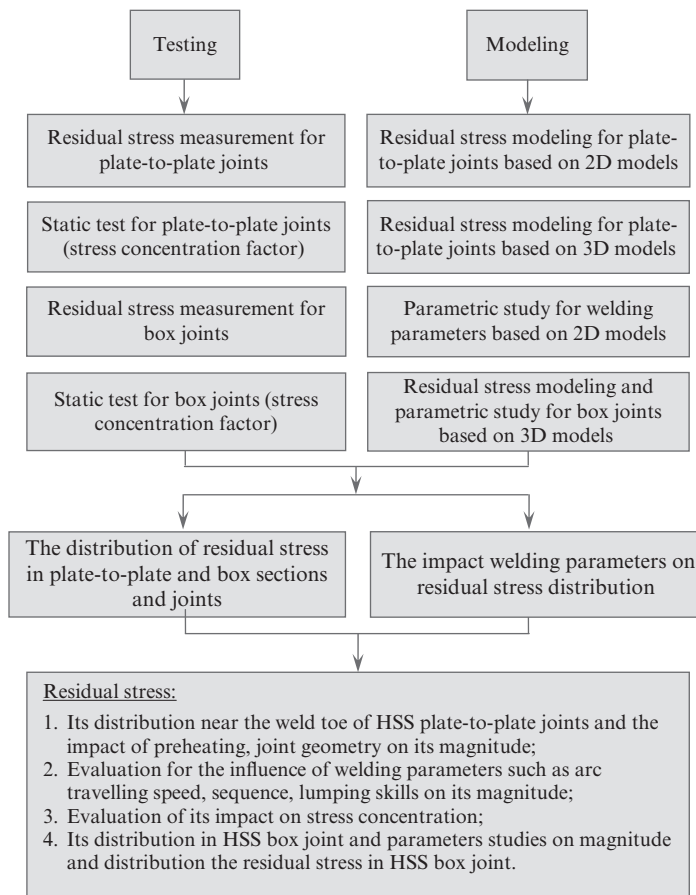 Testing
Modeling
Residual stress measurement for
plate-to-plate joints
Residual stress modeling for plate-
to-plate joints based on 2D models
Static test for plate-to-plate joints
(stress concentration factor)
Residual stress modeling for plate-
to-plate joints based on 3D models
Residual stress measurement for
box joints
Parametric study for welding
parameters based on 2D models
Static test for box joints (stress
concentration factor)
Residual stress modeling and
parametric study for box joints
based on 3D models
The distribution of residual stress
in plate-to-plate and box sections
and joints
The impact welding parameters on
residual stress distribution
Residual stress:
1. Its distribution near the weld toe of HSS plate-to-plate joints and the
impact of preheating, joint geometry on its magnitude;
2. Evaluation for the influence of welding parameters such as arc
travelling speed, sequence, lumping skills on its magnitude;
3. Evaluation of its impact on stress concentration;
4. Its distribution in HSS box joint and parameters studies on magnitude
and distribution the residual stress in HSS box joint.